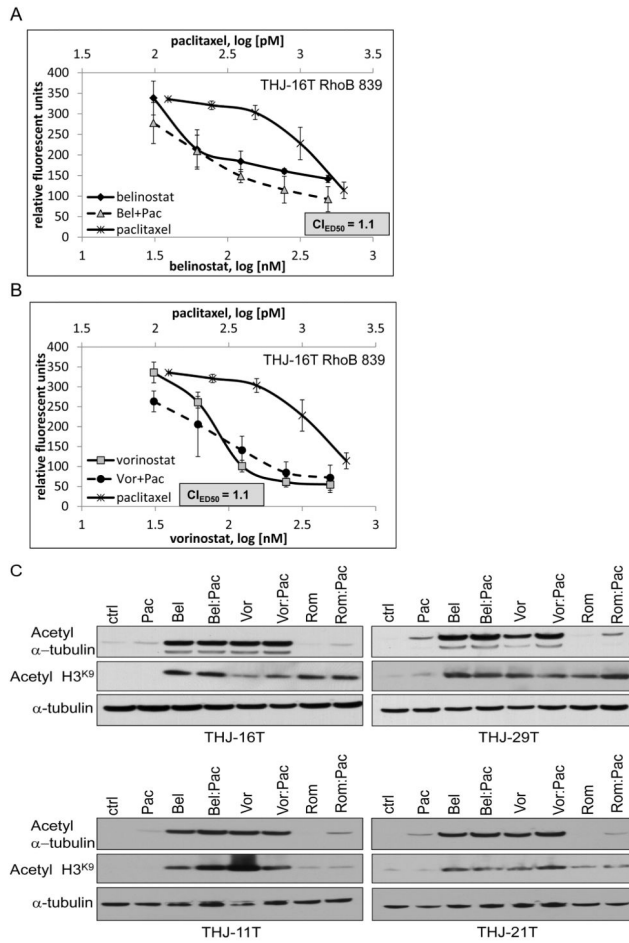 A
paclitaxel, log [pM]
1.5 2 2.5 3 3.5
THJ-16T RhoB 839
relative fluorescent units
400
350
300
250
200
150
100
50
0
belinostat
Bel+Pac
paclitaxel
CIED50 = 1.1
1 1.5 2 2.5 3
belinostat, log [nM]
B
paclitaxel, log [pM]
1.5 2 2.5 3 3.5
THJ-16T RhoB 839
relative fluorescent units
400
350
300
250
200
150
100
50
0
vorinostat
Vor+Pac
paclitaxel
CIED50 = 1.1
1 1.5 2 2.5 3
vorinostat, log [nM]
C
ctrl Pac Bel Bel:Pac Vor Vor:Pac Rom Rom:Pac ctrl Pac Bel Bel:Pac Vor Vor:Pac Rom Rom:Pac
Acetyl
α–tubulin
Acetyl H3K9
α-tubulin
THJ-16T THJ-29T
ctrl Pac Bel Bel:Pac Vor Vor:Pac Rom Rom:Pac ctrl Pac Bel Bel:Pac Vor Vor:Pac Rom Rom:Pac
Acetyl
α-tubulin
Acetyl H3K9
α-tubulin
THJ-11T THJ-21T